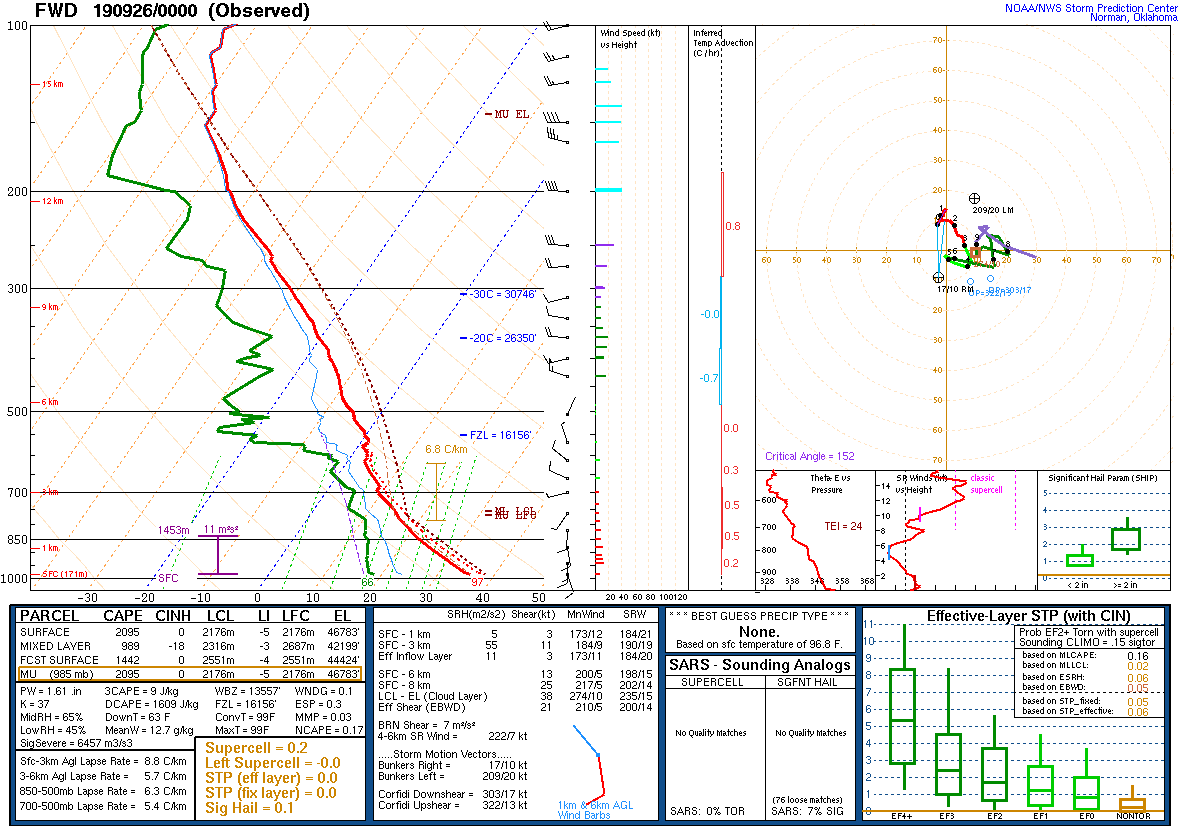 FWD 190926/0000 (Observed)
NOAA/NWS Storm Prediction Center
Norman, Oklahoma
100
200
300
400
500
700
850
1000
15 km
12 km
9 km
6 km
3 km
1 km
SFC (171m)
MU EL
-30C = 30746'
-20C = 26350'
FZL = 16156'
6.8 C/km
1453m 11 m²s²
SFC
66
97
-30 -20 -10 0 10 20 30 40 50
Wind Speed (kt)
vs Height
20 40 60 80 100120
Inferred
Temp Advection
(C /hr)
0.8
-0.0
-0.7
0.0
0.3
0.5
0.5
0.2
70
60
50
40
30
20
60 50 40 30 20
20 30 40 50 60 70
20
30
40
50
60
70
209/20 LM
17/10 RM
Critical Angle = 152
Theta-E vs
Pressure
600
700
800
900
TEI = 24
328 338 348 358 368
SR Winds (kt)
vs Height
classic
supercell
14
12
10
8
6
4
2
Significant Hail Param (SHIP)
5
4
3
2
1
0
< 2 in >= 2 in
PARCEL CAPE CINH LCL LI LFC EL
SURFACE 2095 0 2176m -5 2176m 46783'
MIXED LAYER 989 -18 2316m -3 2687m 42199'
FCST SURFACE 1442 0 2551m -4 2551m 44424'
MU (985 mb) 2095 0 2176m -5 2176m 46783'
PW = 1.61 .in 3CAPE = 9 J/kg WBZ = 13557' WNDG = 0.1
K = 37 DCAPE = 1609 J/kg FZL = 16156' ESP = 0.3
MidRH = 65% DownT = 63 F ConvT = 99F MMP = 0.03
LowRH = 45% MeanW = 12.7 g/kg MaxT = 99F NCAPE = 0.17
SigSevere = 6457 m3/s3
Sfc-3km Agl Lapse Rate = 8.8 C/km
3-6km Agl Lapse Rate = 5.7 C/km
850-500mb Lapse Rate = 6.3 C/km
700-500mb Lapse Rate = 5.4 C/km
Supercell = 0.2
Left Supercell = -0.0
STP (eff layer) = 0.0
STP (fix layer) = 0.0
Sig Hail = 0.1
SRH(m2/s2) Shear(kt) MnWind SRW
SFC - 1 km 5 3 173/12 184/21
SFC - 3 km 55 11 184/9 190/19
Eff Inflow Layer 11 3 173/11 184/20
SFC - 6 km 13 200/5 198/15
SFC - 8 km 25 217/5 202/14
LCL - EL (Cloud Layer) 38 274/10 235/15
Eff Shear (EBWD) 21 210/5 200/14
BRN Shear = 7 m²/s²
4-6km SR Wind = 222/7 kt
.....Storm Motion Vectors.....
Bunkers Right = 17/10 kt
Bunkers Left = 209/20 kt
Corfidi Downshear = 303/17 kt
Corfidi Upshear = 322/13 kt
1km & 6km AGL
Wind Barbs
* * * BEST GUESS PRECIP TYPE * * *
None.
Based on sfc temperature of 96.8 F.
SARS - Sounding Analogs
SUPERCELL SGFNT HAIL
No Quality Matches No Quality Matches
(76 loose matches)
SARS: 0% TOR SARS: 7% SIG
Effective-Layer STP (with CIN)
Prob EF2+ Torn with supercell
Sounding CLIMO = .15 sigtor
based on MLCAPE: 0.16
based on MLLCL: 0.02
based on ESRH: 0.06
based on EBWD: 0.05
based on STP_fixed: 0.05
based on STP_effective: 0.06
11
10
9
8
7
6
5
4
3
2
1
0
EF4+ EF3 EF2 EF1 EF0 NONTOR